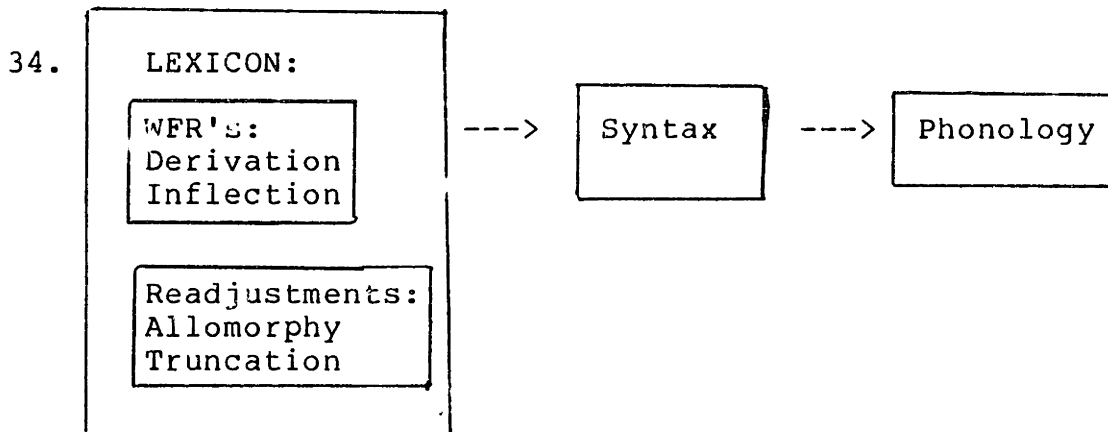 34. LEXICON:
WFR's: ---> Syntax ---> Phonology
Derivation
Inflection
Readjustments:
Allomorphy
Truncation